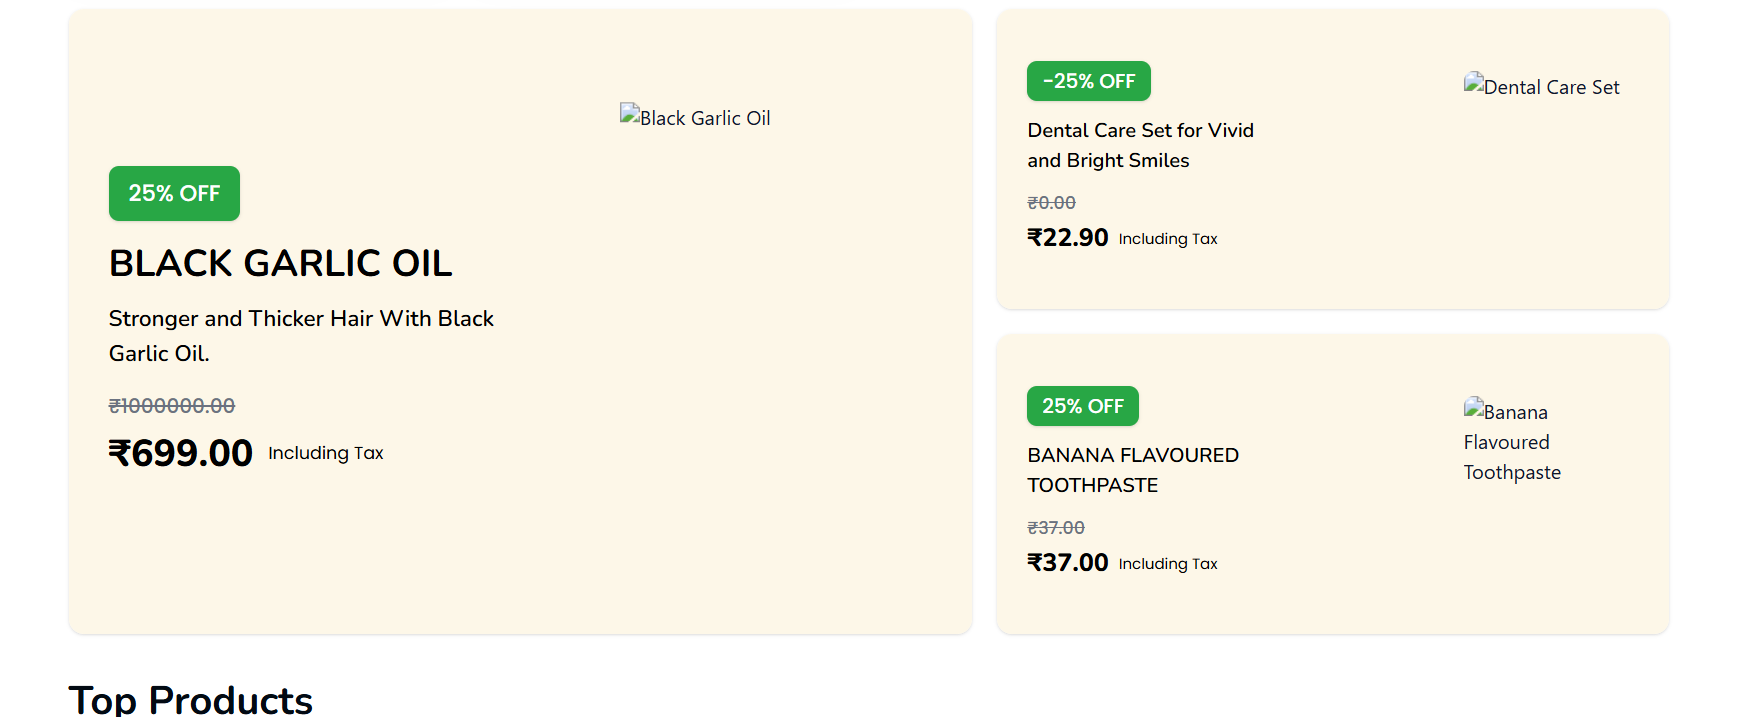 Black Garlic Oil
25% OFF
BLACK GARLIC OIL
Stronger and Thicker Hair With Black
Garlic Oil.
₹1000000.00
₹699.00 Including Tax
-25% OFF
Dental Care Set
Dental Care Set for Vivid
and Bright Smiles
₹0.00
₹22.90 Including Tax
25% OFF
Banana
Flavoured
Toothpaste
BANANA FLAVOURED
TOOTHPASTE
₹37.00
₹37.00 Including Tax
Top Products